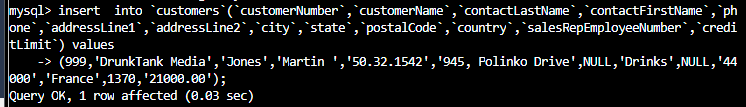 mysql> insert  into `customers`(`customerNumber`,`customerName`,`contactLastName`,`contactFirstName`,`ph
one`,`addressLine1`,`addressLine2`,`city`,`state`,`postalCode`,`country`,`salesRepEmployeeNumber`,`credi
tLimit`) values
    -> (999,'DrunkTank Media','Jones','Martin ','50.32.1542','945, Polinko Drive',NULL,'Drinks',NULL,'44
000','France',1370,'21000.00');
Query OK, 1 row affected (0.03 sec)